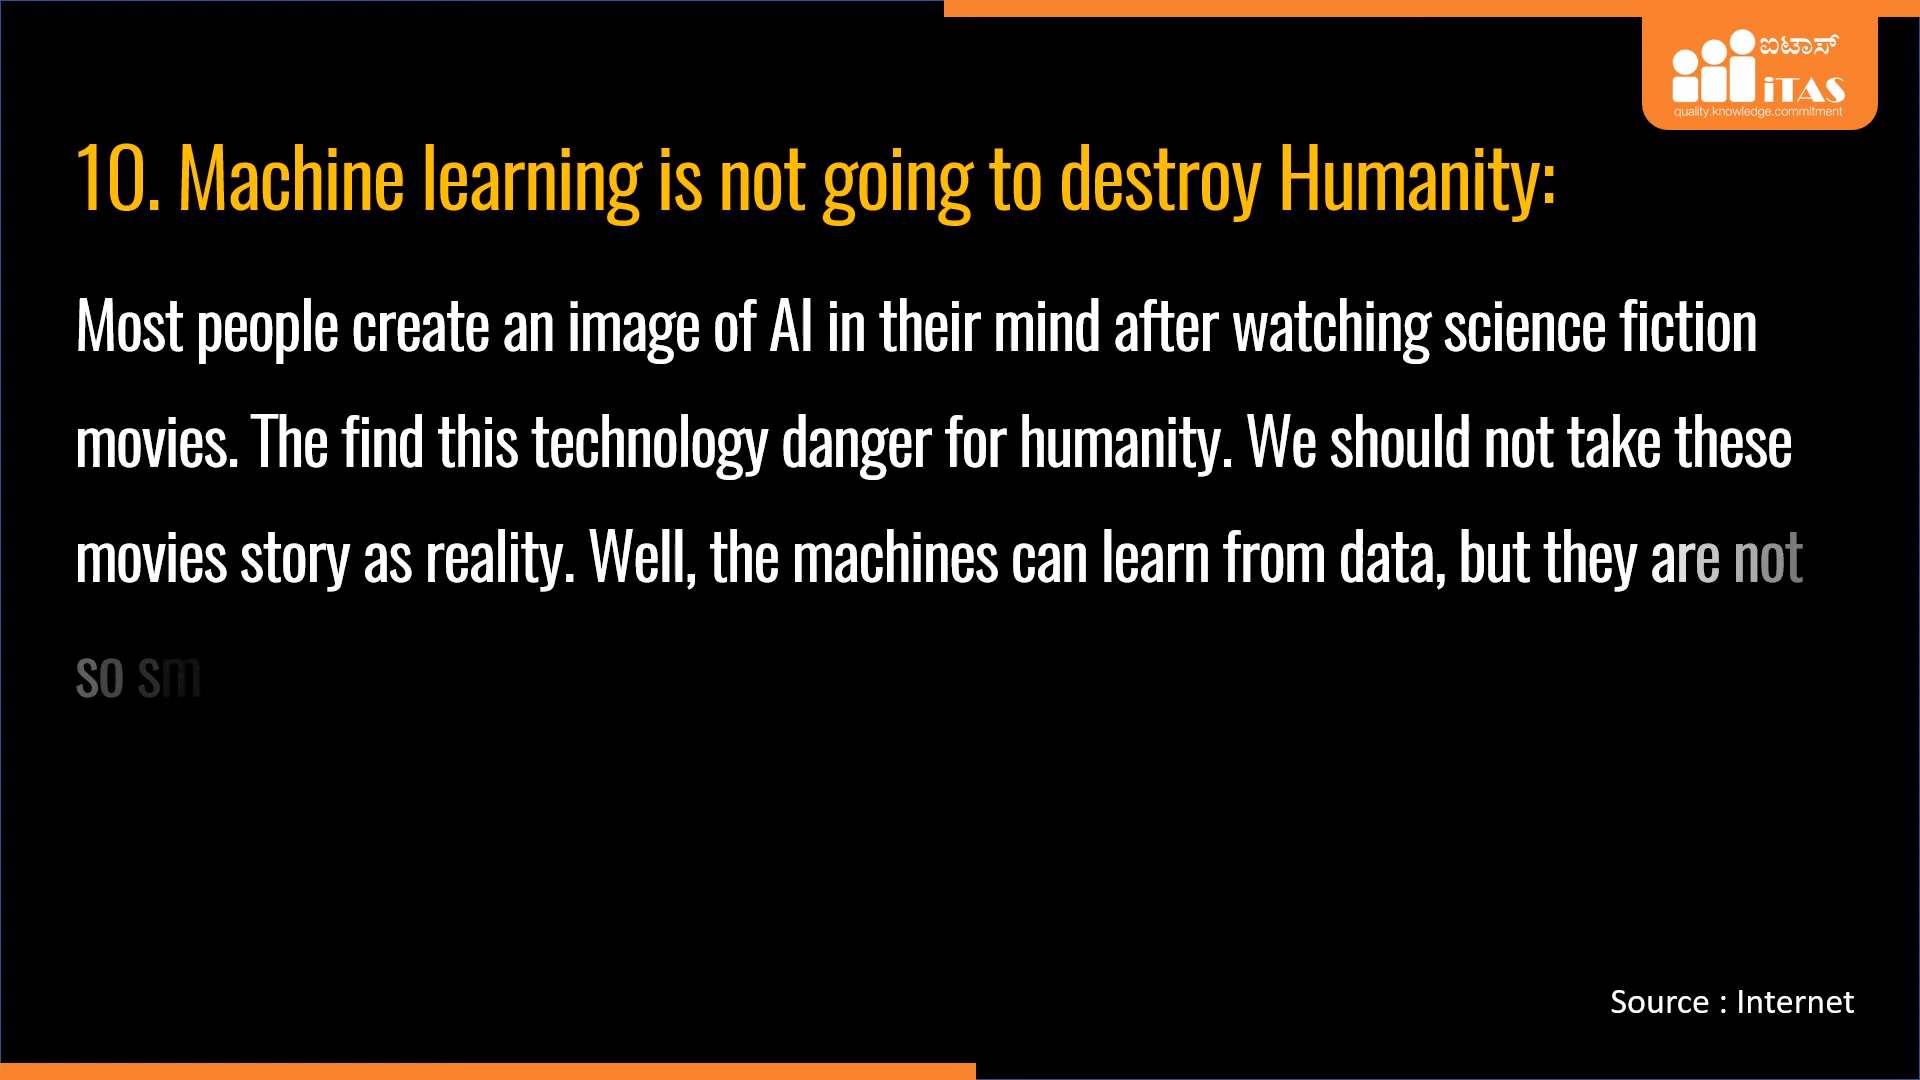 ಐಟಾಸ್
iTAS
quality.knowledge.commitment
10. Machine learning is not going to destroy Humanity:
Most people create an image of AI in their mind after watching science fiction
movies. The find this technology danger for humanity. We should not take these
movies story as reality. Well, the machines can learn from data, but they are not
so sm
Source : Internet